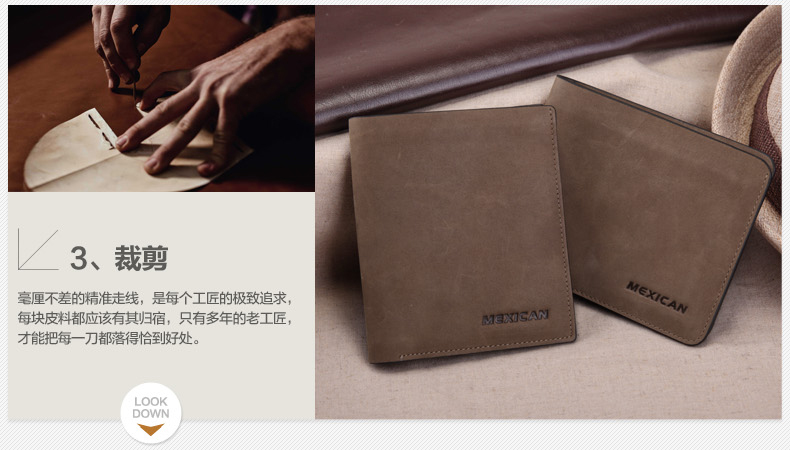 3、裁剪
毫厘不差的精准走线，是每个工匠的极致追求，
每块皮料都应该有其归宿，只有多年的老工匠，
才能把每一刀都落得恰到好处。
LOOK
DOWN
MEXICAN
MEXICAN